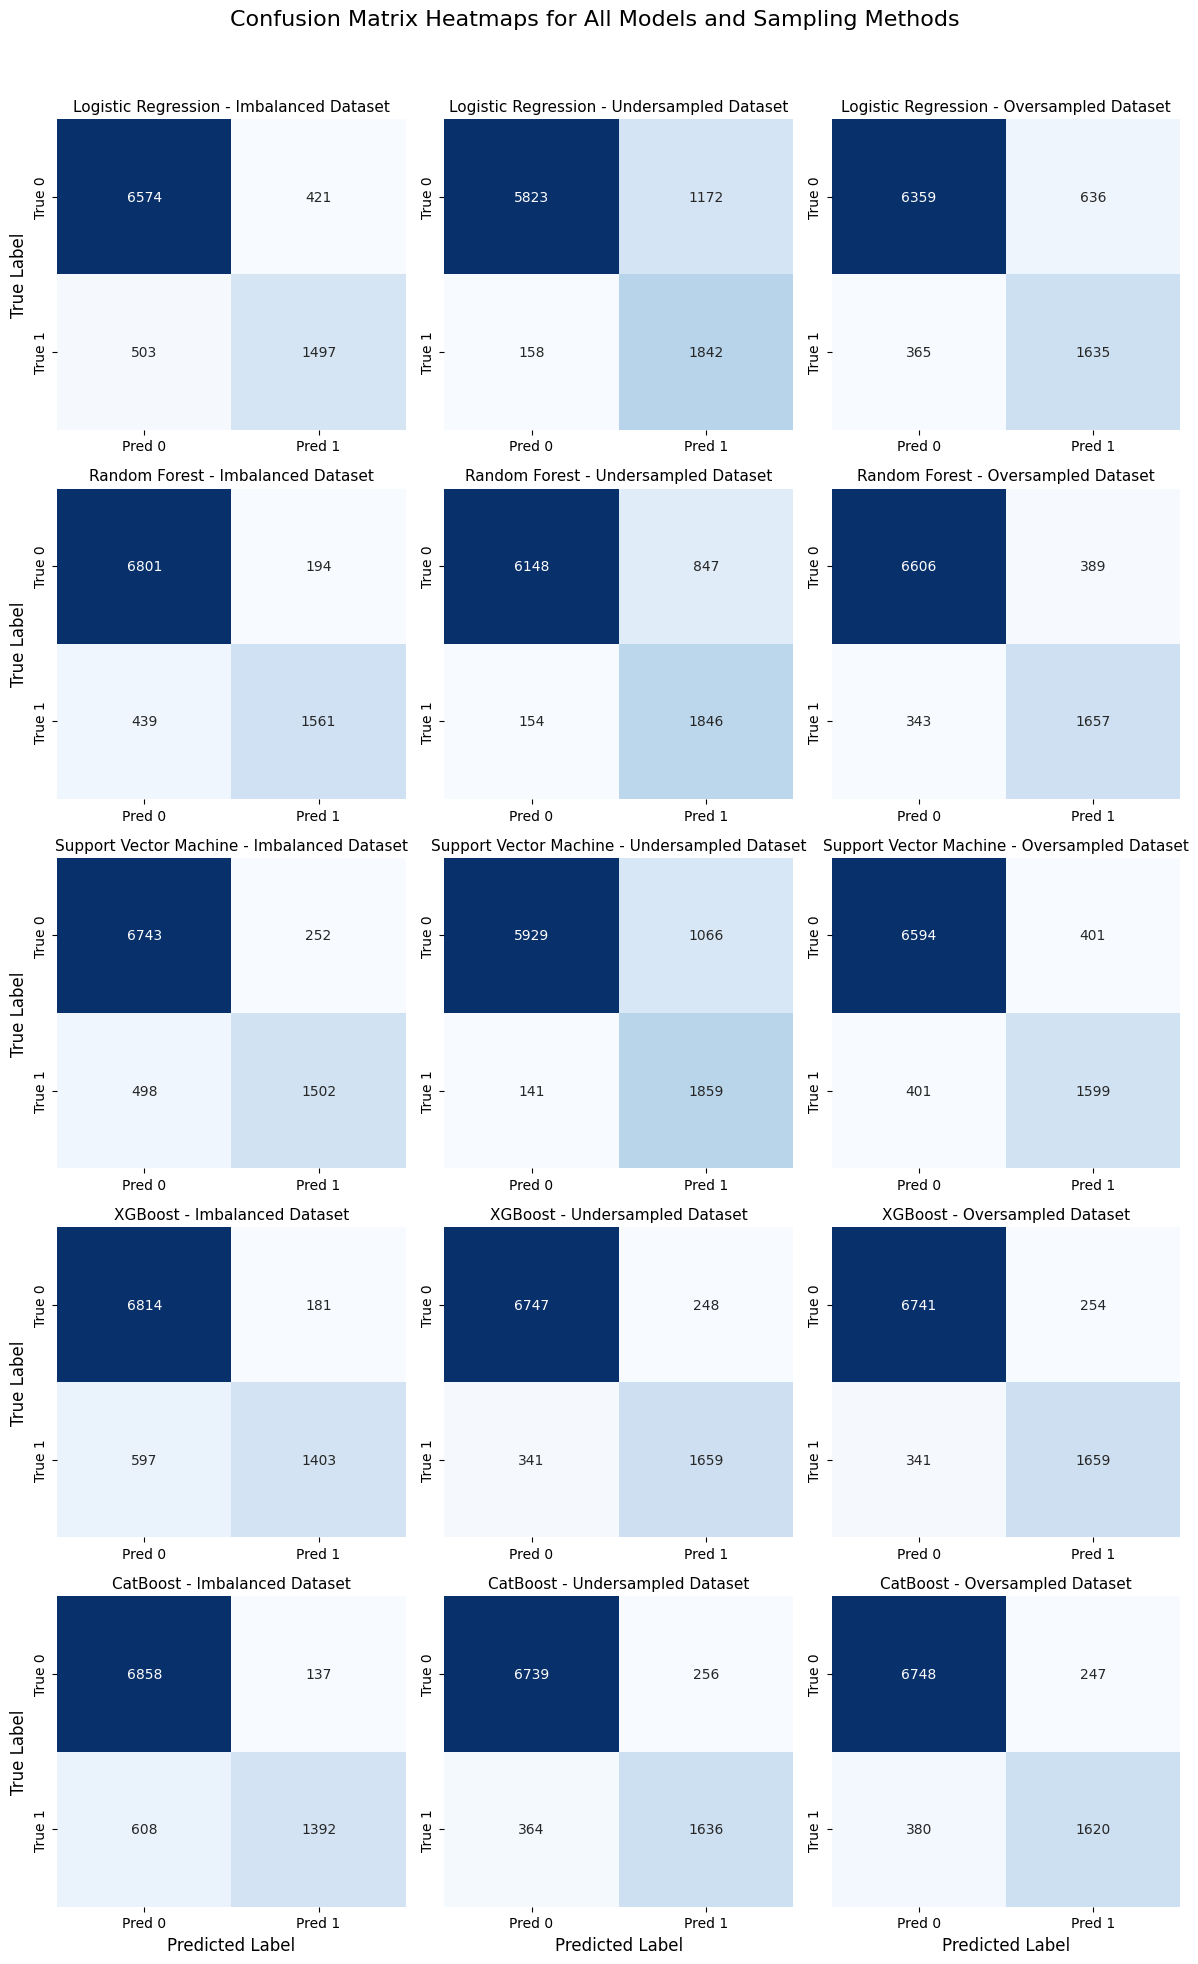 Confusion Matrix Heatmaps for All Models and Sampling Methods
Logistic Regression - Imbalanced Dataset
Logistic Regression - Undersampled Dataset
Logistic Regression - Oversampled Dataset
True Label
True 0
6574
421
True 0
5823
1172
True 0
6359
636
True 1
503
1497
True 1
158
1842
True 1
365
1635
Pred 0
Pred 1
Pred 0
Pred 1
Pred 0
Pred 1
Random Forest - Imbalanced Dataset
Random Forest - Undersampled Dataset
Random Forest - Oversampled Dataset
True Label
True 0
6801
194
True 0
6148
847
True 0
6606
389
True 1
439
1561
True 1
154
1846
True 1
343
1657
Pred 0
Pred 1
Pred 0
Pred 1
Pred 0
Pred 1
Support Vector Machine - Imbalanced Dataset
Support Vector Machine - Undersampled Dataset
Support Vector Machine - Oversampled Dataset
True Label
True 0
6743
252
True 0
5929
1066
True 0
6594
401
True 1
498
1502
True 1
141
1859
True 1
401
1599
Pred 0
Pred 1
Pred 0
Pred 1
Pred 0
Pred 1
XGBoost - Imbalanced Dataset
XGBoost - Undersampled Dataset
XGBoost - Oversampled Dataset
True Label
True 0
6814
181
True 0
6747
248
True 0
6741
254
True 1
597
1403
True 1
341
1659
True 1
341
1659
Pred 0
Pred 1
Pred 0
Pred 1
Pred 0
Pred 1
CatBoost - Imbalanced Dataset
CatBoost - Undersampled Dataset
CatBoost - Oversampled Dataset
True Label
True 0
6858
137
True 0
6739
256
True 0
6748
247
True 1
608
1392
True 1
364
1636
True 1
380
1620
Pred 0
Pred 1
Pred 0
Pred 1
Pred 0
Pred 1
Predicted Label
Predicted Label
Predicted Label